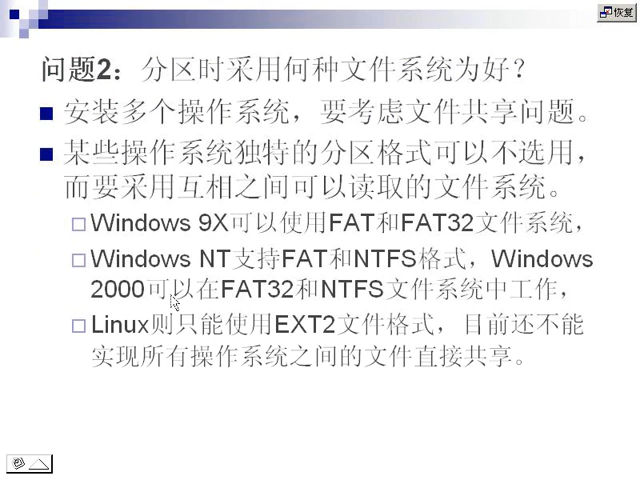 恢复
问题2：分区时采用何种文件系统为好？
安装多个操作系统，要考虑文件共享问题。
某些操作系统独特的分区格式可以不选用，
而要采用互相之间可以读取的文件系统。
Windows 9X可以使用FAT和FAT32文件系统，
Windows NT支持FAT和NTFS格式，Windows
2000可以在FAT32和NTFS文件系统中工作，
Linux则只能使用EXT2文件格式，目前还不能
实现所有操作系统之间的文件直接共享。